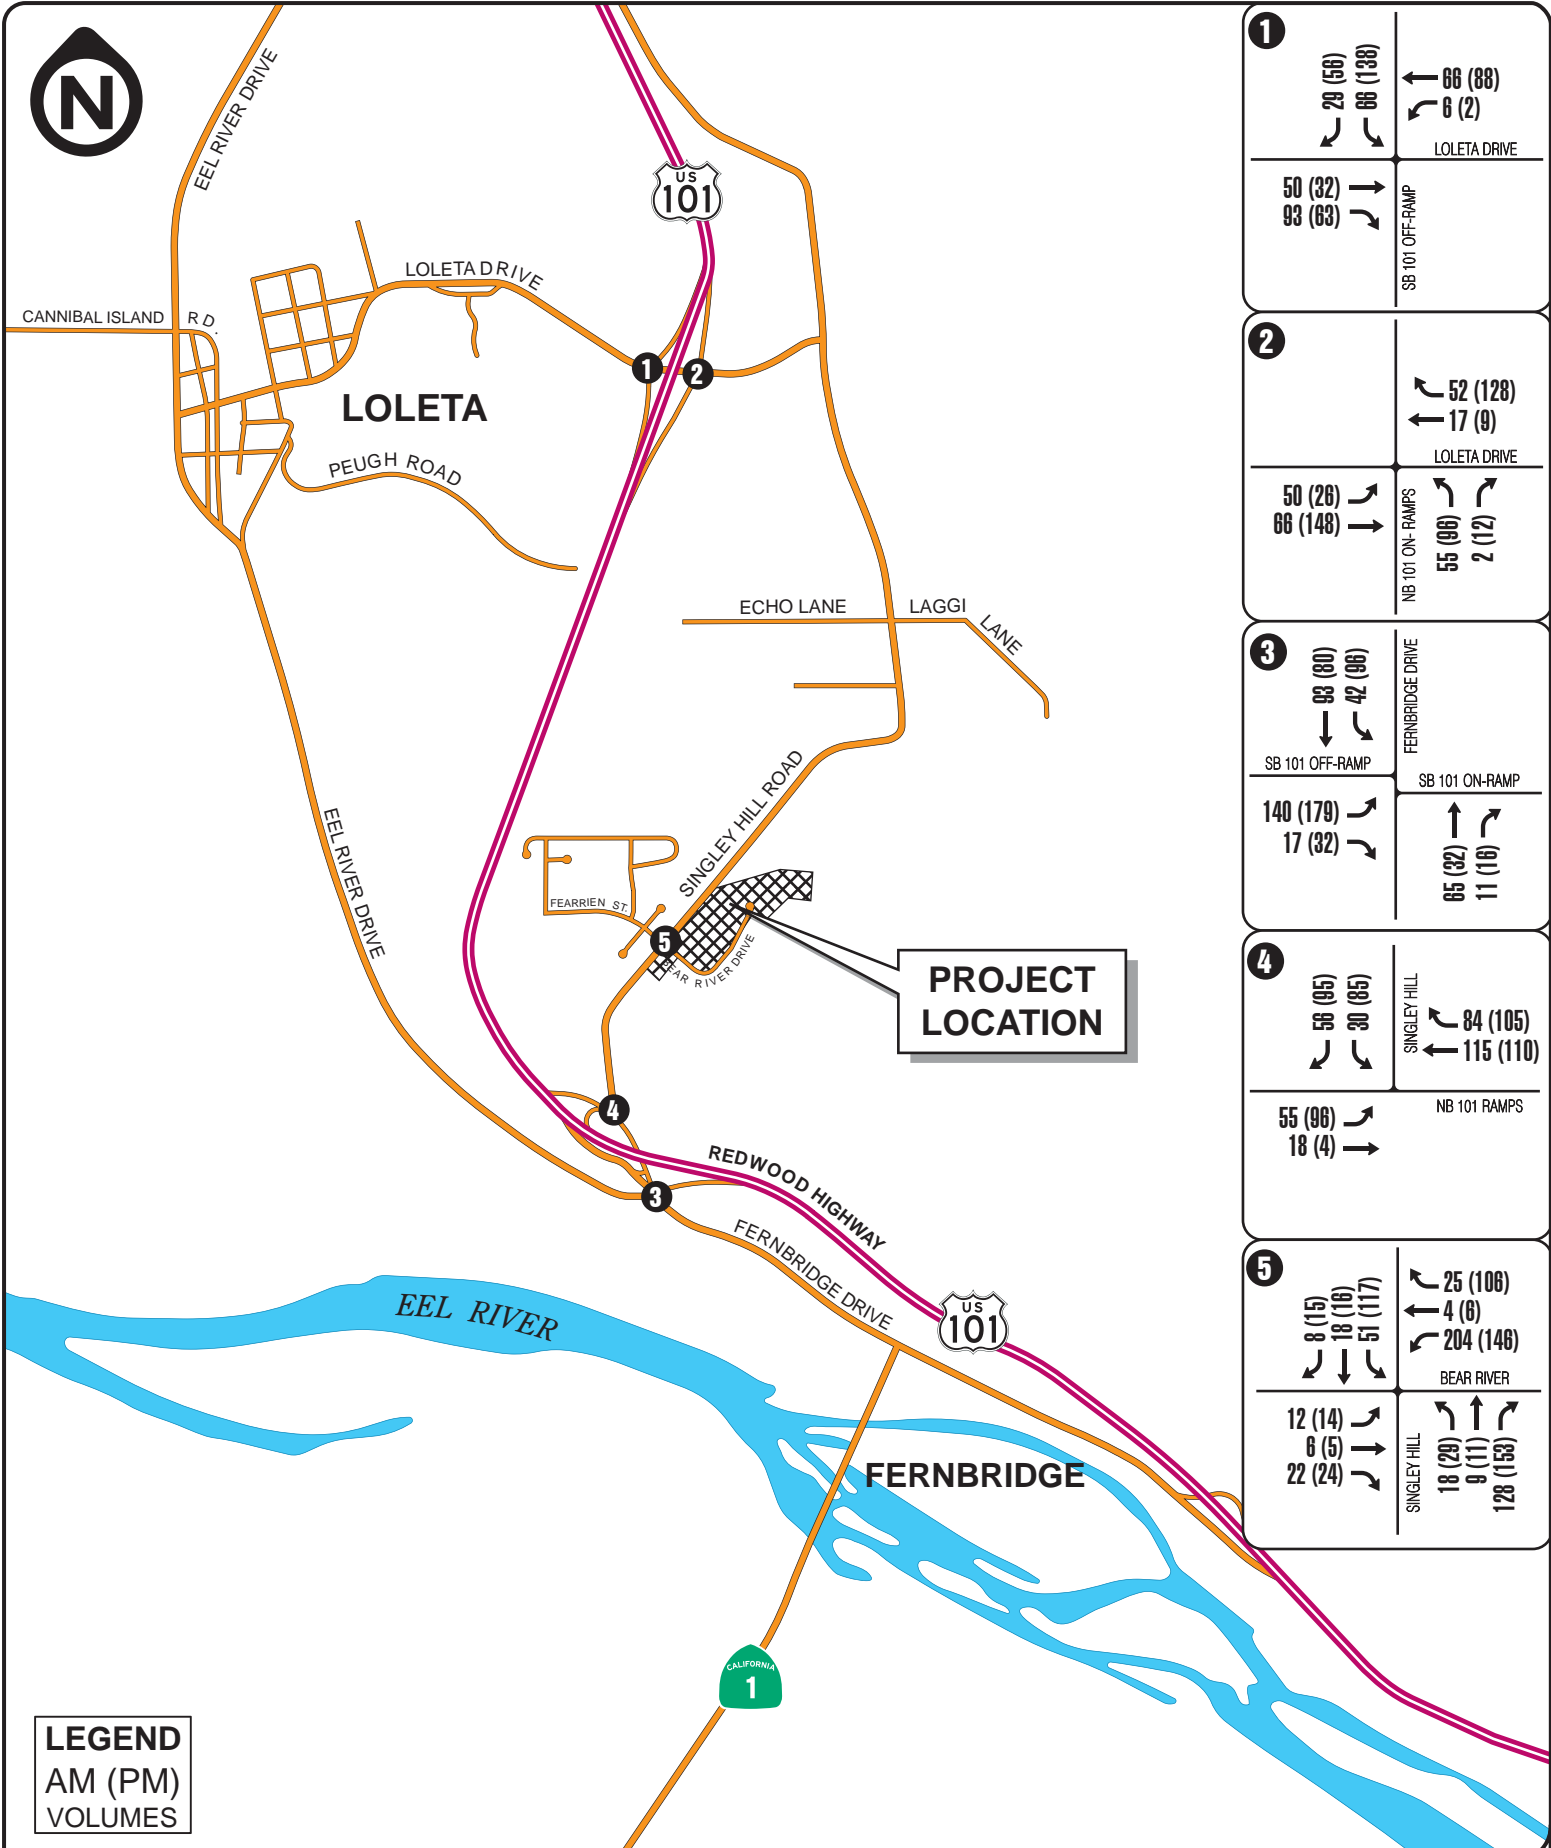 N
EEL RIVER DRIVE
US
101
LOLETA DRIVE
CANNIBAL ISLAND RD.
1
2
LOLETA
PEUGH ROAD
ECHO LANE
LAGGI LANE
SINGLEY HILL ROAD
EEL RIVER DRIVE
FEARRIEN ST.
5
BEAR RIVER DRIVE
PROJECT
LOCATION
4
3
REDWOOD HIGHWAY
FERNBRIDGE DRIVE
EEL RIVER
US
101
FERNBRIDGE
CALIFORNIA
1
LEGEND
AM (PM)
VOLUMES
1
29 (56)
66 (138)
66 (88)
6 (2)
LOLETA DRIVE
50 (32)
93 (63)
SB 101 OFF-RAMP
2
52 (128)
17 (9)
LOLETA DRIVE
50 (26)
66 (148)
NB 101 ON- RAMPS
55 (96)
2 (12)
3
93 (80)
42 (96)
FERNBRIDGE DRIVE
SB 101 OFF-RAMP
SB 101 ON-RAMP
140 (179)
17 (32)
65 (32)
11 (16)
4
56 (95)
30 (85)
SINGLEY HILL
84 (105)
115 (110)
NB 101 RAMPS
55 (96)
18 (4)
5
8 (15)
18 (16)
51 (117)
25 (106)
4 (6)
204 (146)
BEAR RIVER
12 (14)
6 (5)
22 (24)
SINGLEY HILL
18 (29)
9 (11)
128 (153)